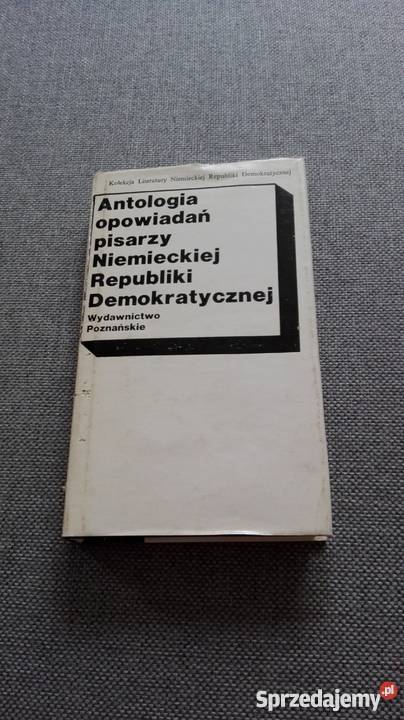 Kolekcja Literatury Niemieckiej Republiki Demokratycznej
Antologia
opowiadań
pisarzy
Niemieckiej
Republiki
Demokratycznej
Wydawnictwo
Poznańskie
Sprzedajemy.pl